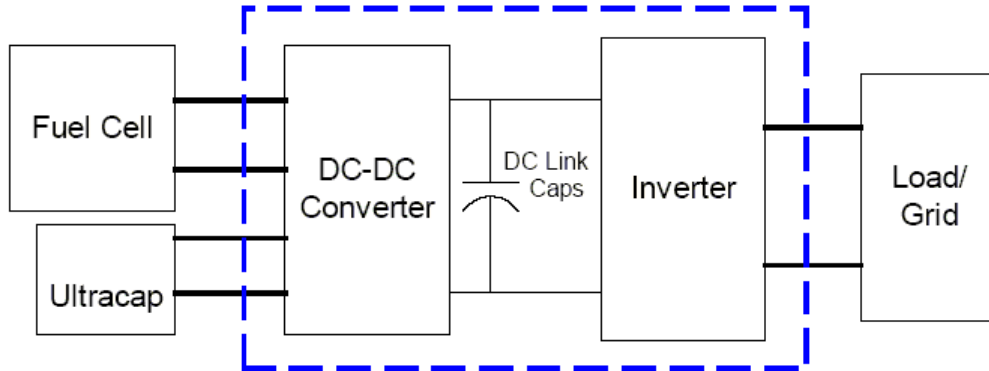 Fuel Cell
Ultracap
DC-DC
Converter
DC Link
Caps
Inverter
Load/
Grid